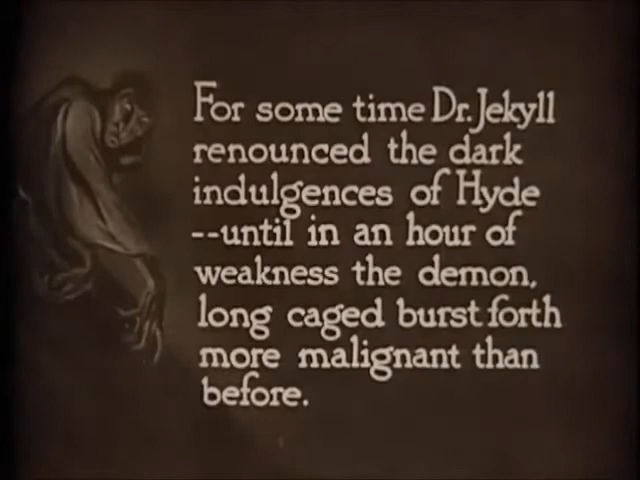 For some time Dr. Jekyll
renounced the dark
indulgences of Hyde
--until in an hour of
weakness the demon,
long caged burst forth
more malignant than
before.